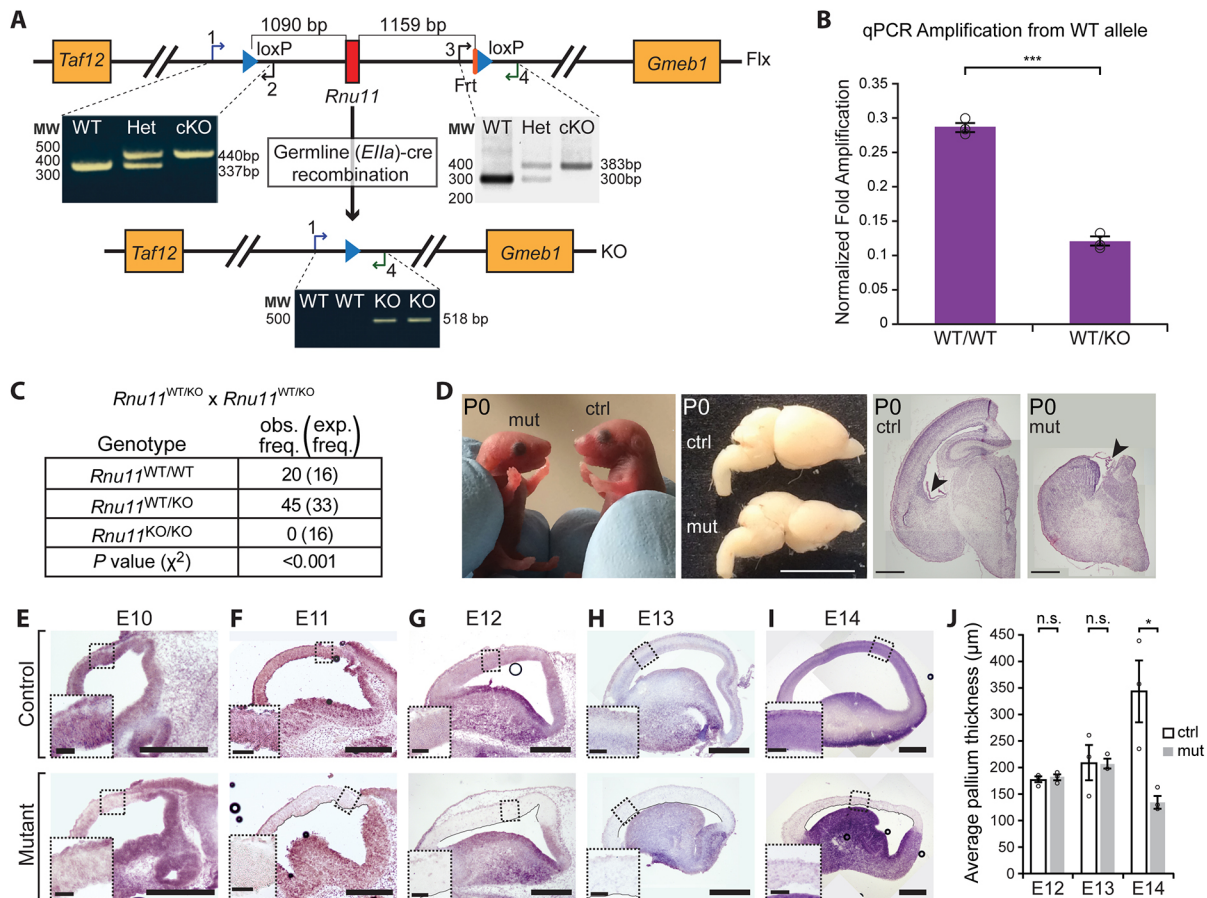 A
1090 bp
1159 bp
1
loxP
3
loxP
Taf12
2
Rnu11
Frt
4
Gmeb1
Flx
MW
WT
Het
cKO
500
400
300
440bp
337bp
Germline (EIIa)-cre
recombination
WT
Het
cKO
MW
400
300
200
383bp
300bp
Taf12
1
4
Gmeb1
KO
MW
WT
WT
KO
KO
500
518 bp
B
qPCR Amplification from WT allele
***
Normalized Fold Amplification
0.35
0.3
0.25
0.2
0.15
0.1
0.05
0
WT/WT
WT/KO
C
Rnu11WT/KO x Rnu11WT/KO
Genotype
obs. freq. (exp. freq.)
Rnu11WT/WT 20 (16)
Rnu11WT/KO 45 (33)
Rnu11KO/KO 0 (16)
P value (χ2) <0.001
D
P0
mut
ctrl
P0
ctrl
mut
P0
ctrl
P0
mut
E
E10
F
E11
G
E12
H
E13
I
E14
Control
Mutant
J
n.s.
n.s.
*
Average pallium thickness (μm)
450
400
350
300
250
200
150
100
50
0
ctrl
mut
E12
E13
E14